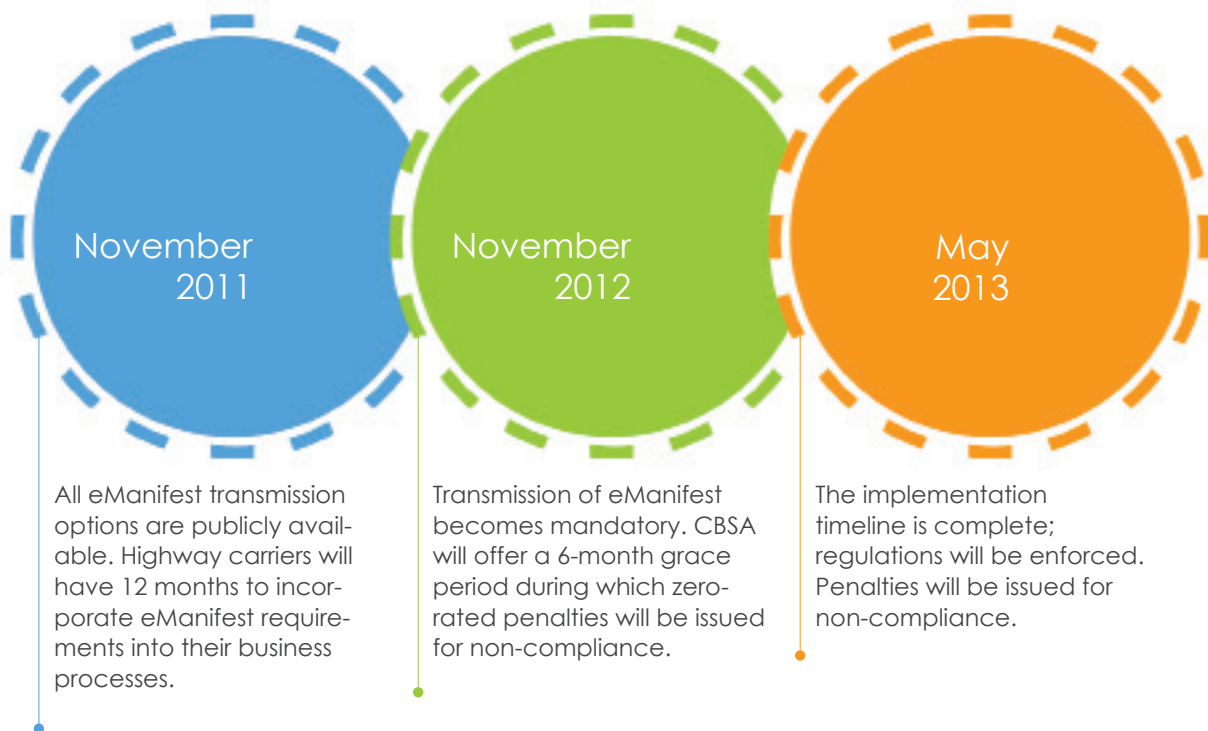 November
2011
All eManifest transmission
options are publicly avail-
able. Highway carriers will
have 12 months to incor-
porate eManifest require-
ments into their business
processes.
November
2012
Transmission of eManifest
becomes mandatory. CBSA
will offer a 6-month grace
period during which zero-
rated penalties will be issued
for non-compliance.
May
2013
The implementation
timeline is complete;
regulations will be enforced.
Penalties will be issued for
non-compliance.